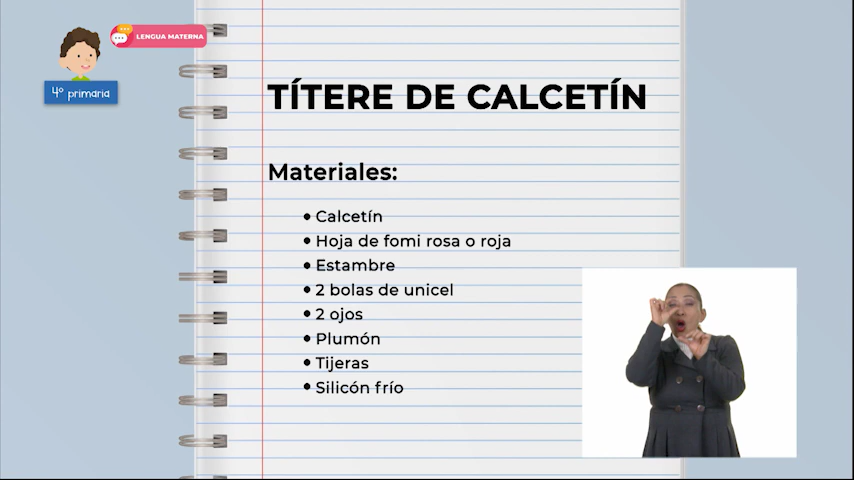 LENGUA MATERNA
4º primaria
TÍTERE DE CALCETÍN
Materiales:
• Calcetín
• Hoja de fomi rosa o roja
• Estambre
• 2 bolas de unicel
• 2 ojos
• Plumón
• Tijeras
• Silicón frío